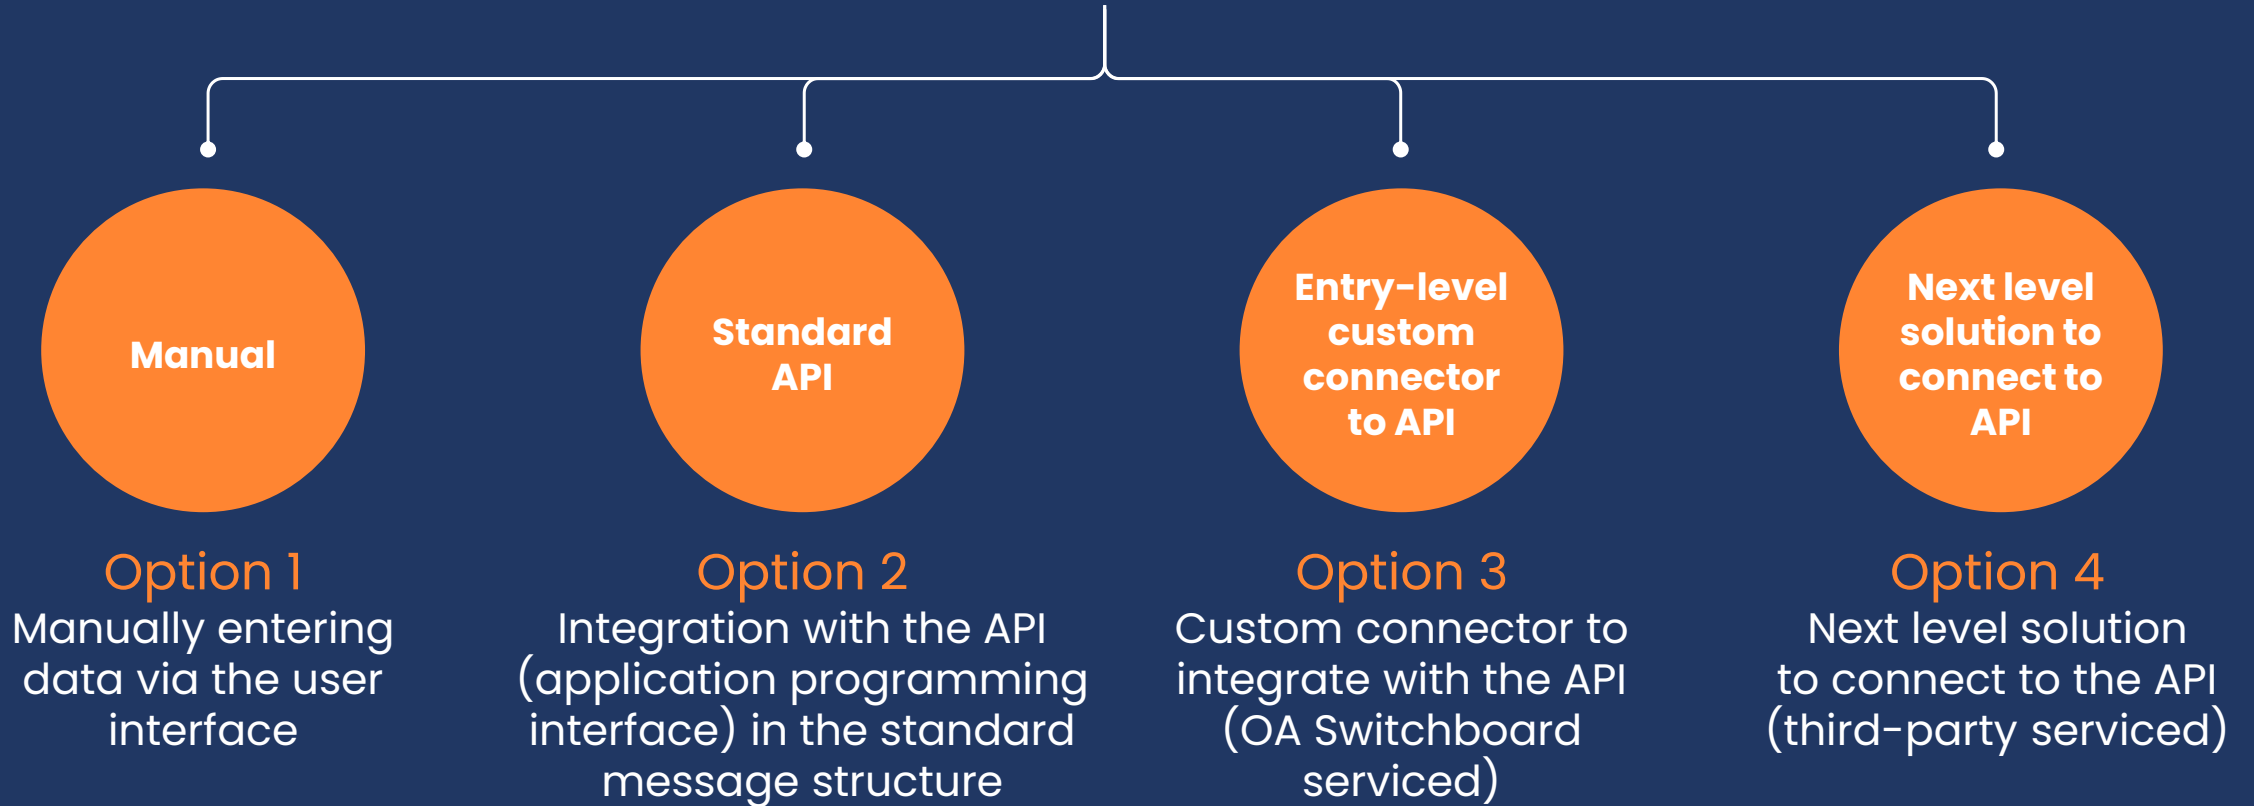 Manual
Standard
API
Entry-level
custom
connector
to API
Next level
solution to
connect to
API
Option 1
Manually entering
data via the user
interface
Option 2
Integration with the API
(application programming
interface) in the standard
message structure
Option 3
Custom connector to
integrate with the API
(OA Switchboard
serviced)
Option 4
Next level solution
to connect to the API
(third-party serviced)